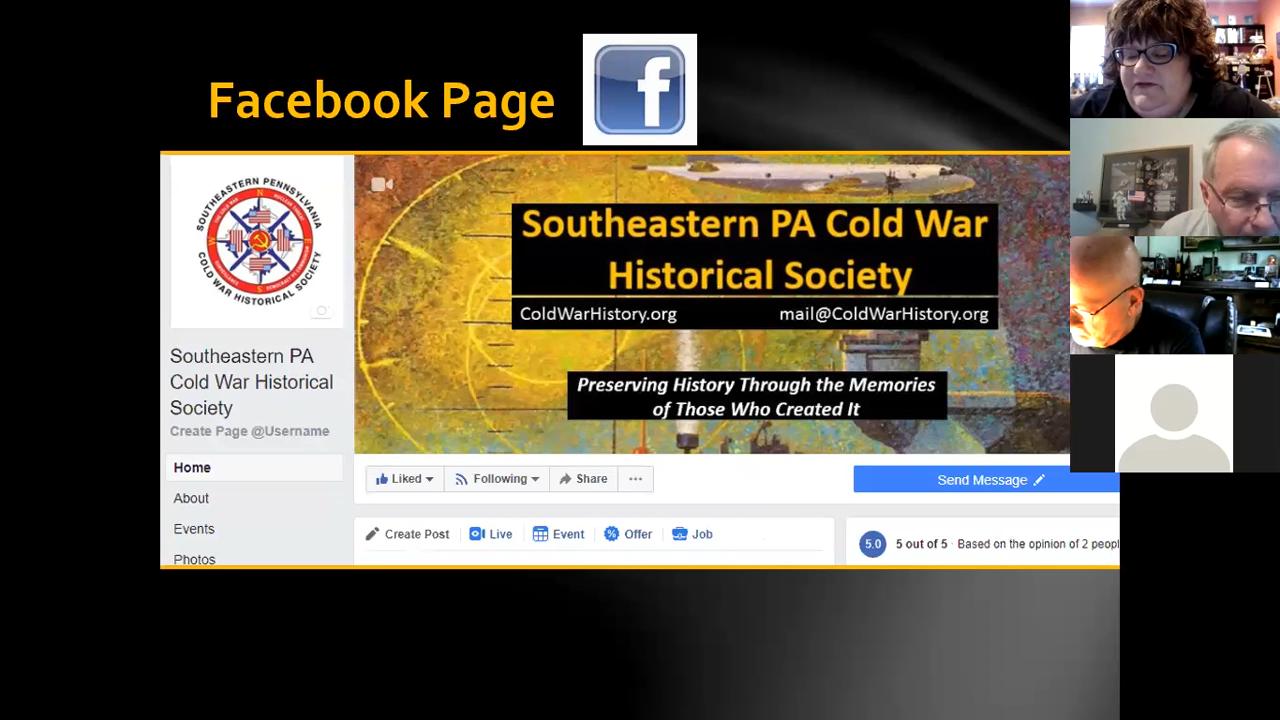 Facebook Page
f
SOUTHEASTERN PENNSYLVANIA
COLD WAR HISTORICAL SOCIETY
N
W
E
S
Southeastern PA Cold War
Historical Society
ColdWarHistory.org mail@ColdWarHistory.org
Preserving History Through the Memories
of Those Who Created It
Southeastern PA
Cold War Historical
Society
Create Page @Username
Home
About
Events
Photos
Liked Following Share ...
Send Message
Create Post Live Event Offer Job
5.0 5 out of 5 · Based on the opinion of 2 peopl